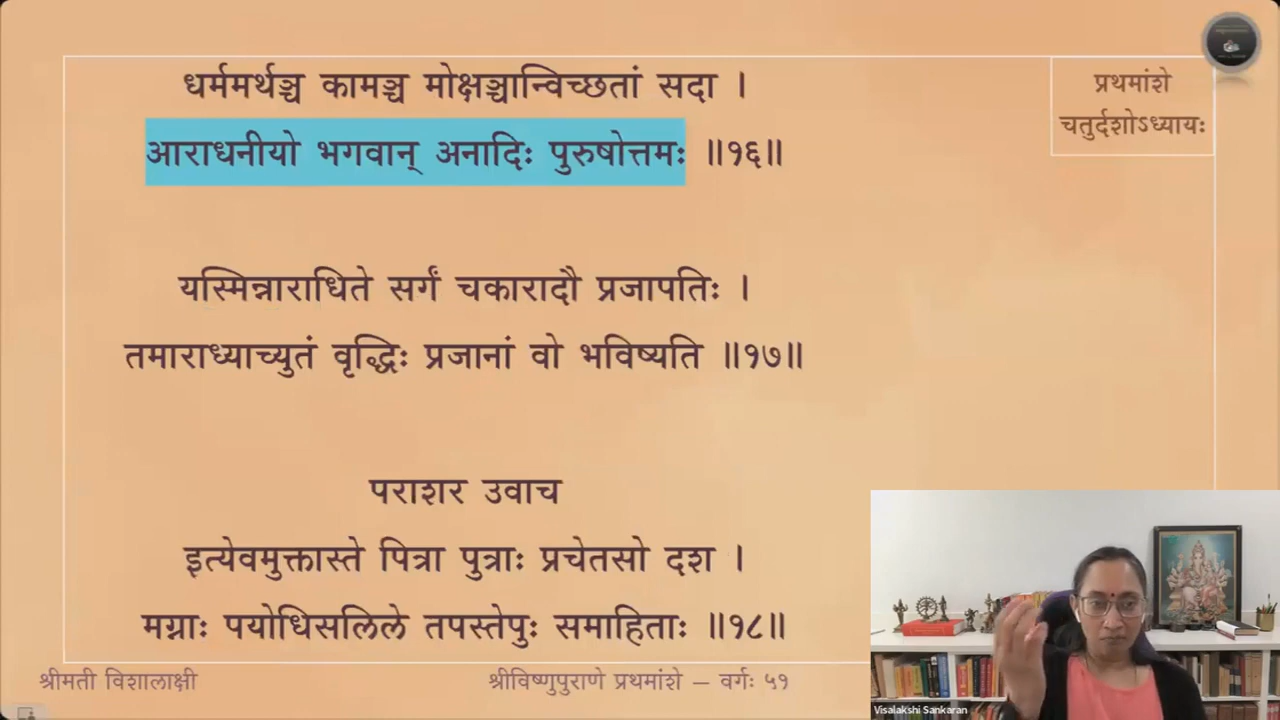 धर्ममर्थञ्च कामञ्च मोक्षञ्चान्विच्छतां सदा ।
आराधनीयो भगवान् अनादिः पुरुषोत्तमः ॥१६॥
यस्मिन्नाराधिते सर्गं चकारादौ प्रजापतिः ।
तमाराध्याच्युतं वृद्धिः प्रजानां वो भविष्यति ॥१७॥
पराशर उवाच
इत्येवमुक्तास्ते पित्रा पुत्राः प्रचेतसो दश ।
मग्नाः पयोधिसलिले तपस्तेपुः समाहिताः ॥१८॥
प्रथमांशे
चतुर्दशोऽध्यायः
श्रीमती विशालाक्षी
श्रीविष्णुपुराणे प्रथमांशे – वर्गः ५१
Visalakshi Sankaran